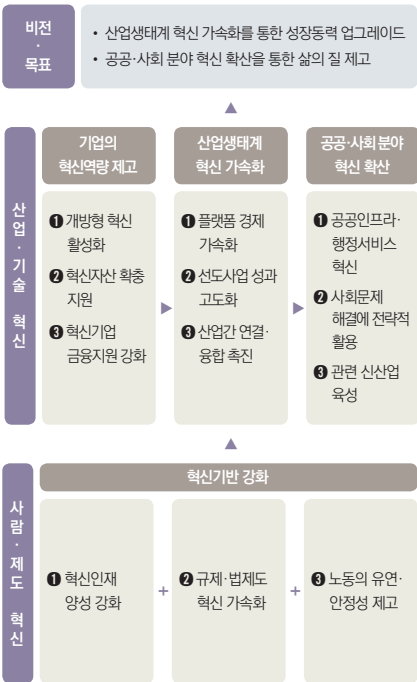 비전
·
목표
• 산업생태계 혁신 가속화를 통한 성장동력 업그레이드
• 공공·사회 분야 혁신 확산을 통한 삶의 질 제고
산업·기술 혁신
기업의
혁신역량 제고
❶ 개방형 혁신
활성화
❷ 혁신자산 확충
지원
❸ 혁신기업
금융지원 강화
산업생태계
혁신 가속화
❶ 플랫폼 경제
가속화
❷ 선도사업 성과
고도화
❸ 산업간 연결·
융합 촉진
공공·사회 분야
혁신 확산
❶ 공공인프라·
행정서비스
혁신
❷ 사회문제
해결에 전략적
활용
❸ 관련 신산업
육성
사람·제도 혁신
혁신기반 강화
❶ 혁신인재
양성 강화
+
❷ 규제·법제도
혁신 가속화
+
❸ 노동의 유연·
안정성 제고